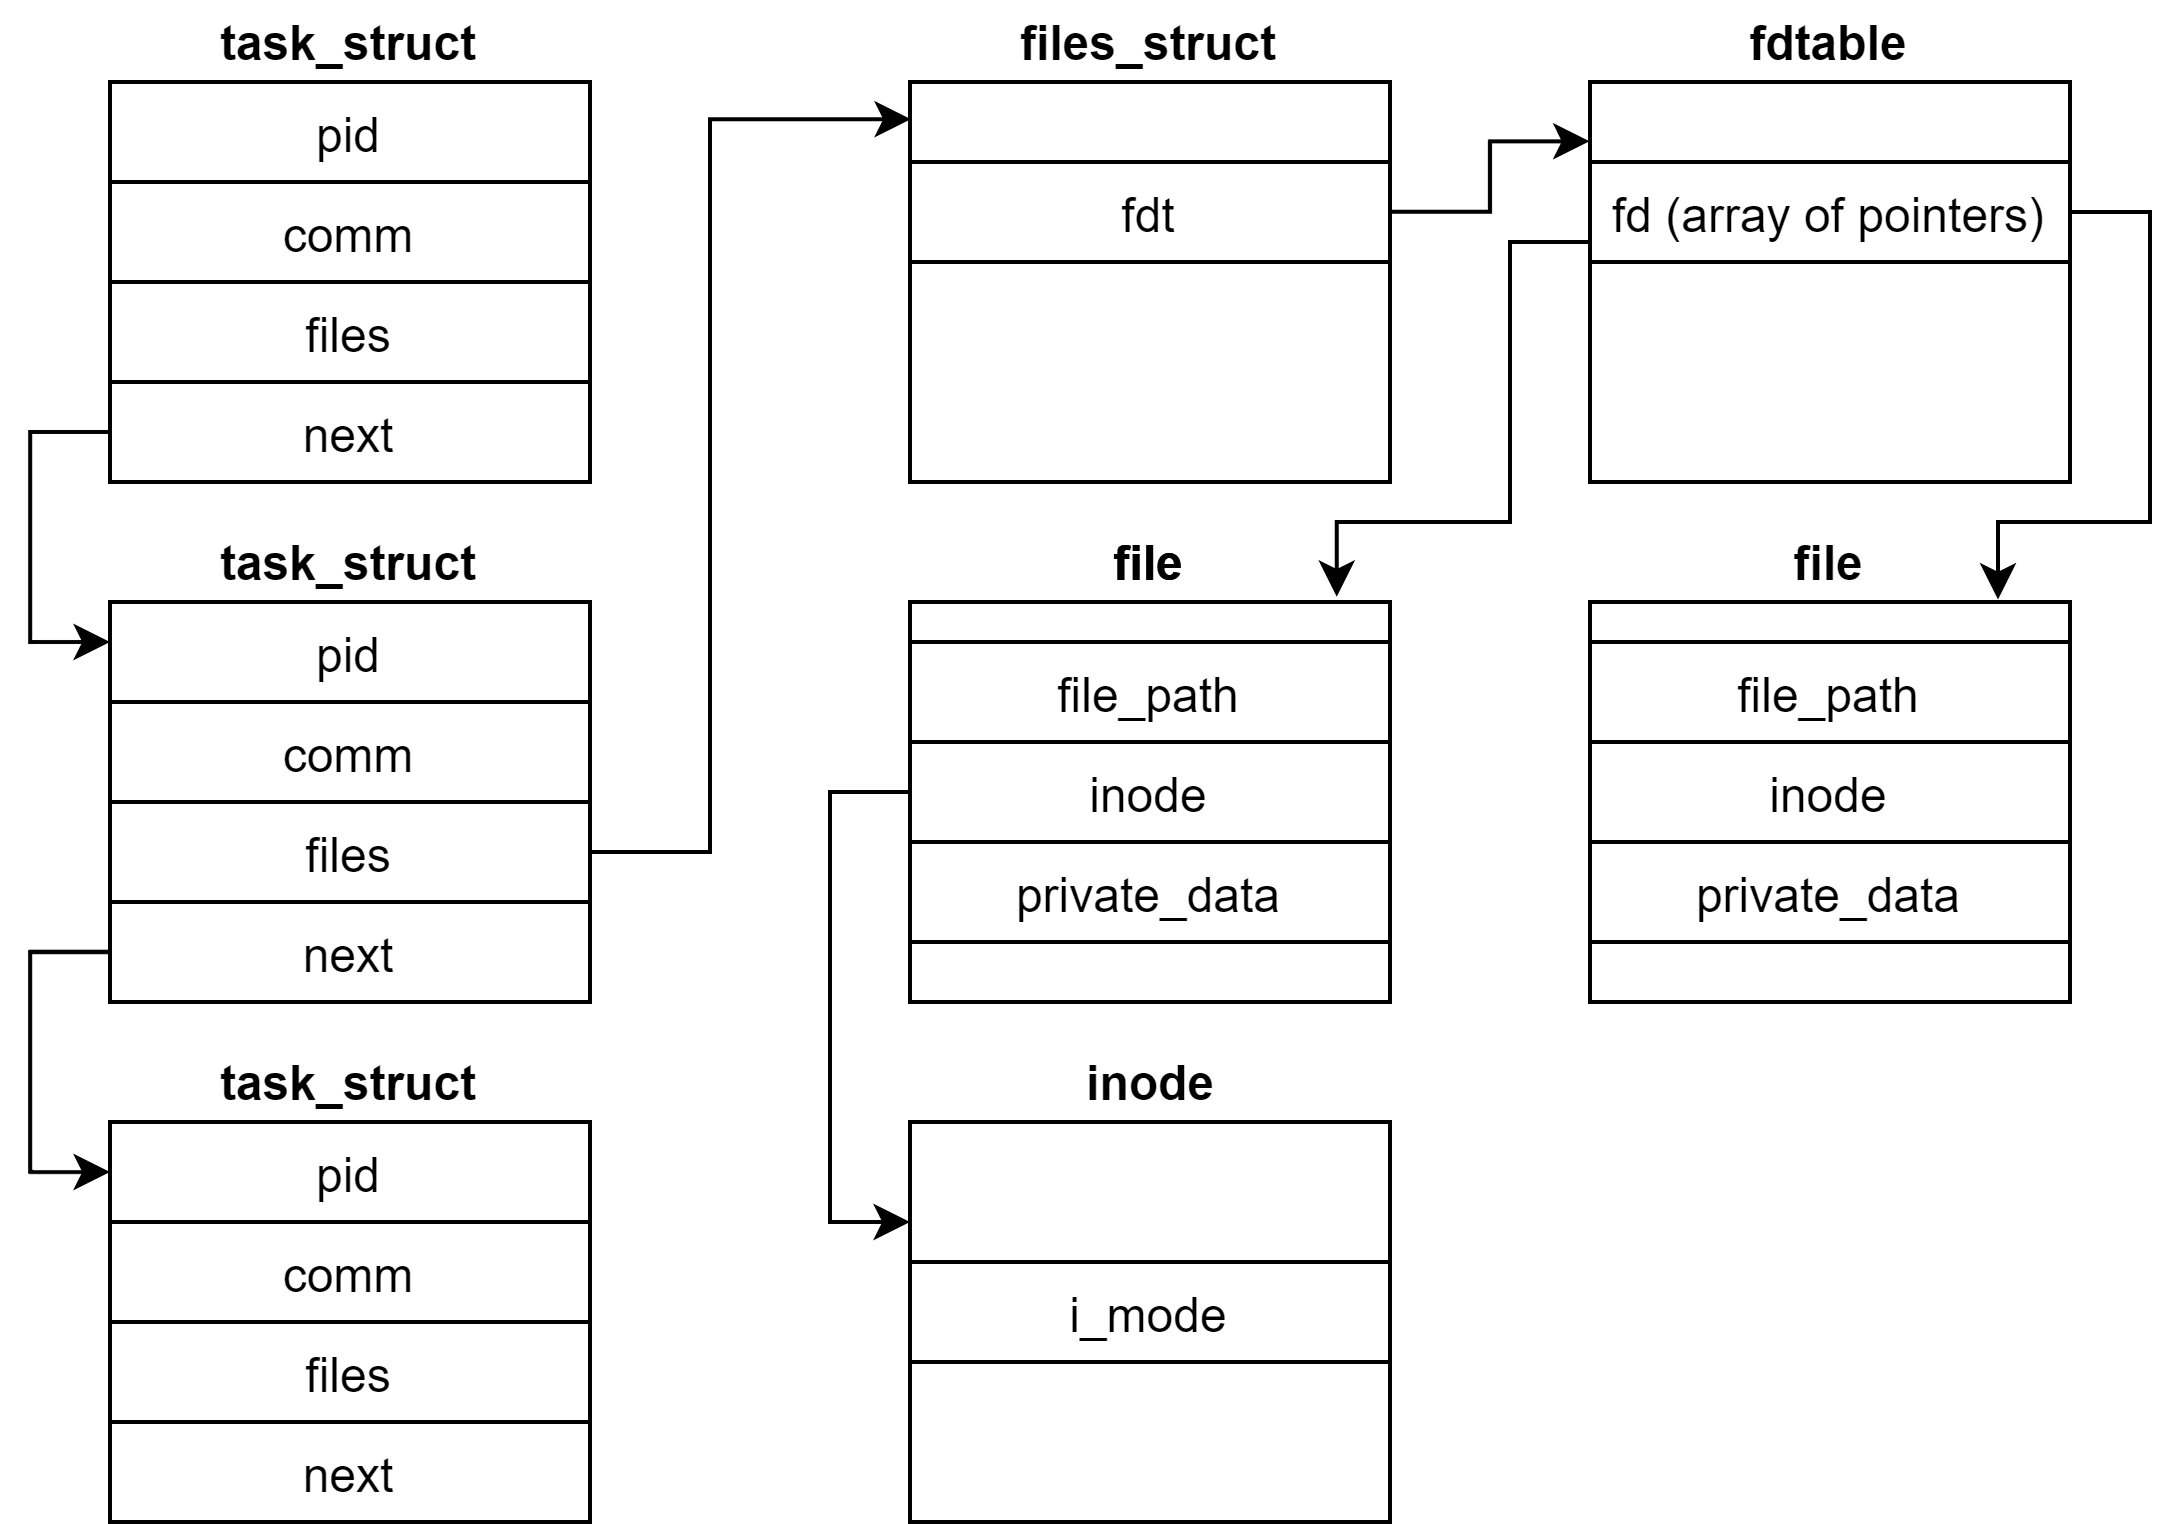 task_struct
pid
comm
files
next
task_struct
pid
comm
files
next
task_struct
pid
comm
files
next
files_struct
fdt
fdtable
fd (array of pointers)
file
file_path
inode
private_data
file
file_path
inode
private_data
inode
i_mode